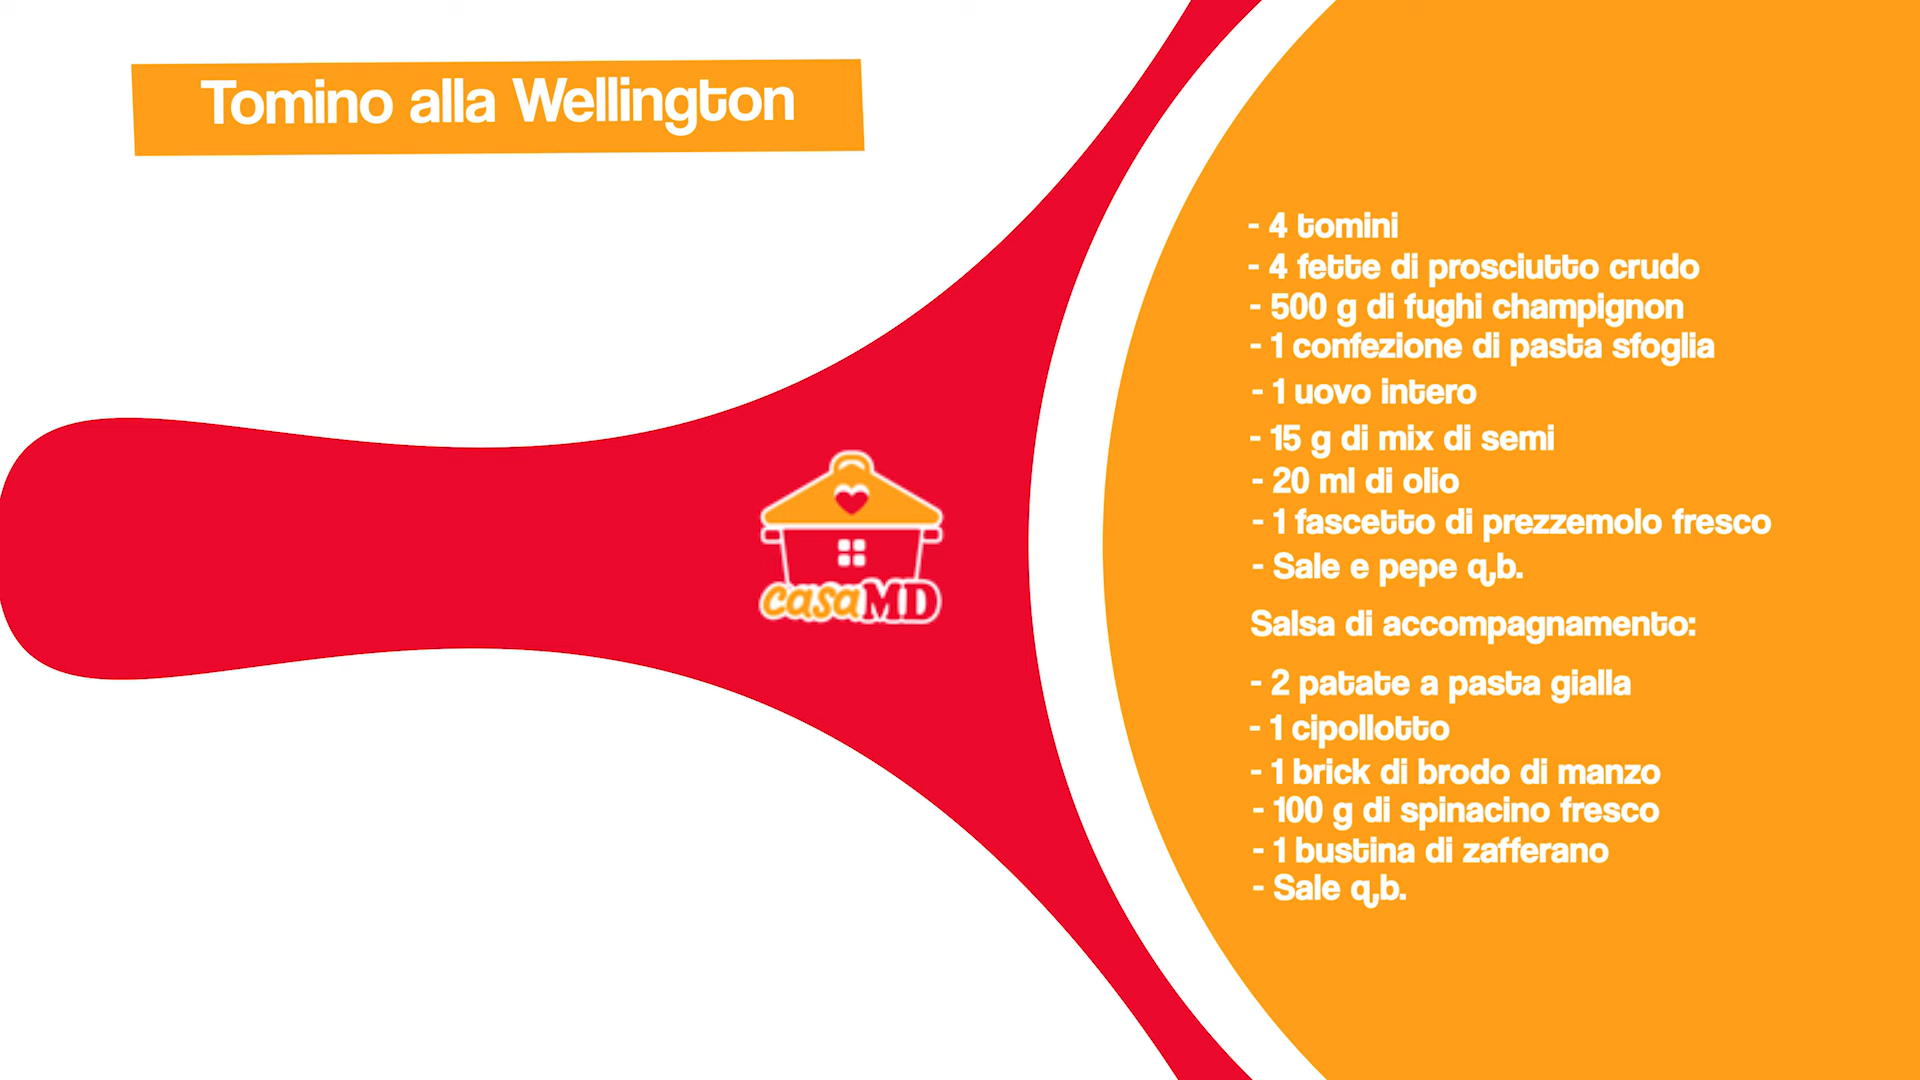 Tomino alla Wellington
- 4 tomini
- 4 fette di prosciutto crudo
- 500 g di fughi champignon
- 1 confezione di pasta sfoglia
- 1 uovo intero
- 15 g di mix di semi
- 20 ml di olio
- 1 fascetto di prezzemolo fresco
- Sale e pepe q.b.
Salsa di accompagnamento:
- 2 patate a pasta gialla
- 1 cipollotto
- 1 brick di brodo di manzo
- 100 g di spinacino fresco
- 1 bustina di zafferano
- Sale q.b.
casaMD